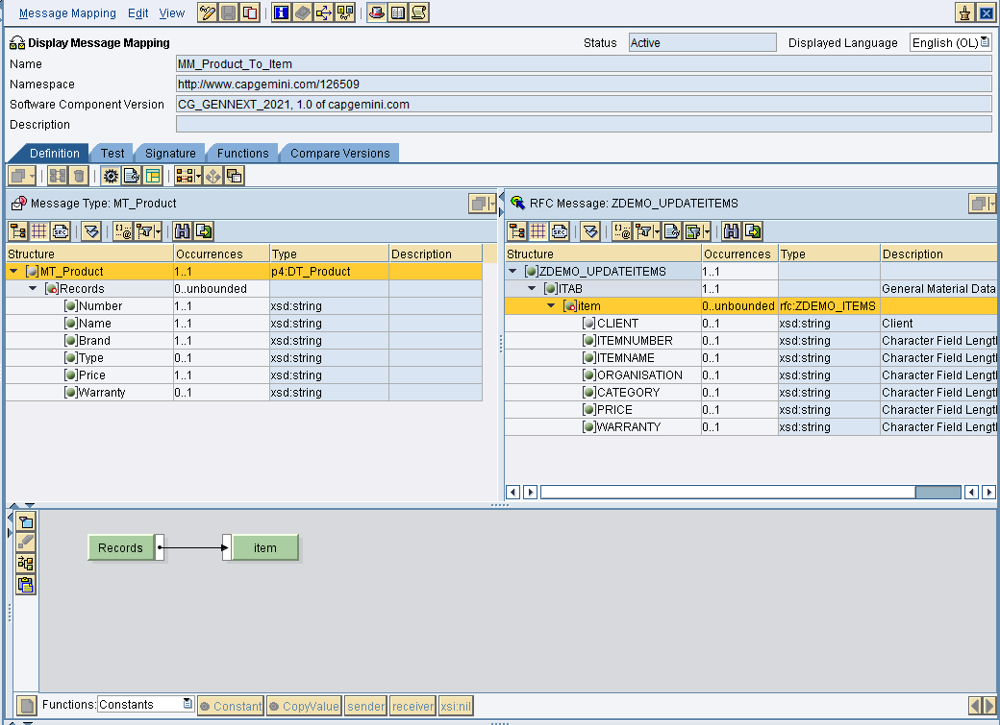 Message Mapping Edit View
Display Message Mapping Status Active Displayed Language English (OL)
Name MM_Product_To_Item
Namespace http://www.capgemini.com/126509
Software Component Version CG_GENNEXT_2021, 1.0 of capgemini.com
Description
Definition Test Signature Functions Compare Versions
Message Type: MT_Product
SRC
Structure Occurrences Type Description
MT_Product 1..1 p4:DT_Product
Records 0..unbounded
Number 1..1 xsd:string
Name 1..1 xsd:string
Brand 1..1 xsd:string
Type 0..1 xsd:string
Price 1..1 xsd:string
Warranty 0..1 xsd:string
RFC Message: ZDEMO_UPDATEITEMS
SRC
Structure Occurrences Type Description
ZDEMO_UPDATEITEMS 1..1
ITAB 1..1 General Material Data
item 0..unbounded rfc:ZDEMO_ITEMS
CLIENT 0..1 xsd:string Client
ITEMNUMBER 0..1 xsd:string Character Field Lengt
ITEMNAME 0..1 xsd:string Character Field Lengt
ORGANISATION 0..1 xsd:string Character Field Lengt
CATEGORY 0..1 xsd:string Character Field Lengt
PRICE 0..1 xsd:string Character Field Lengt
WARRANTY 0..1 xsd:string Character Field Lengt
Records item
Functions: Constants Constant CopyValue sender receiver xsi:nil